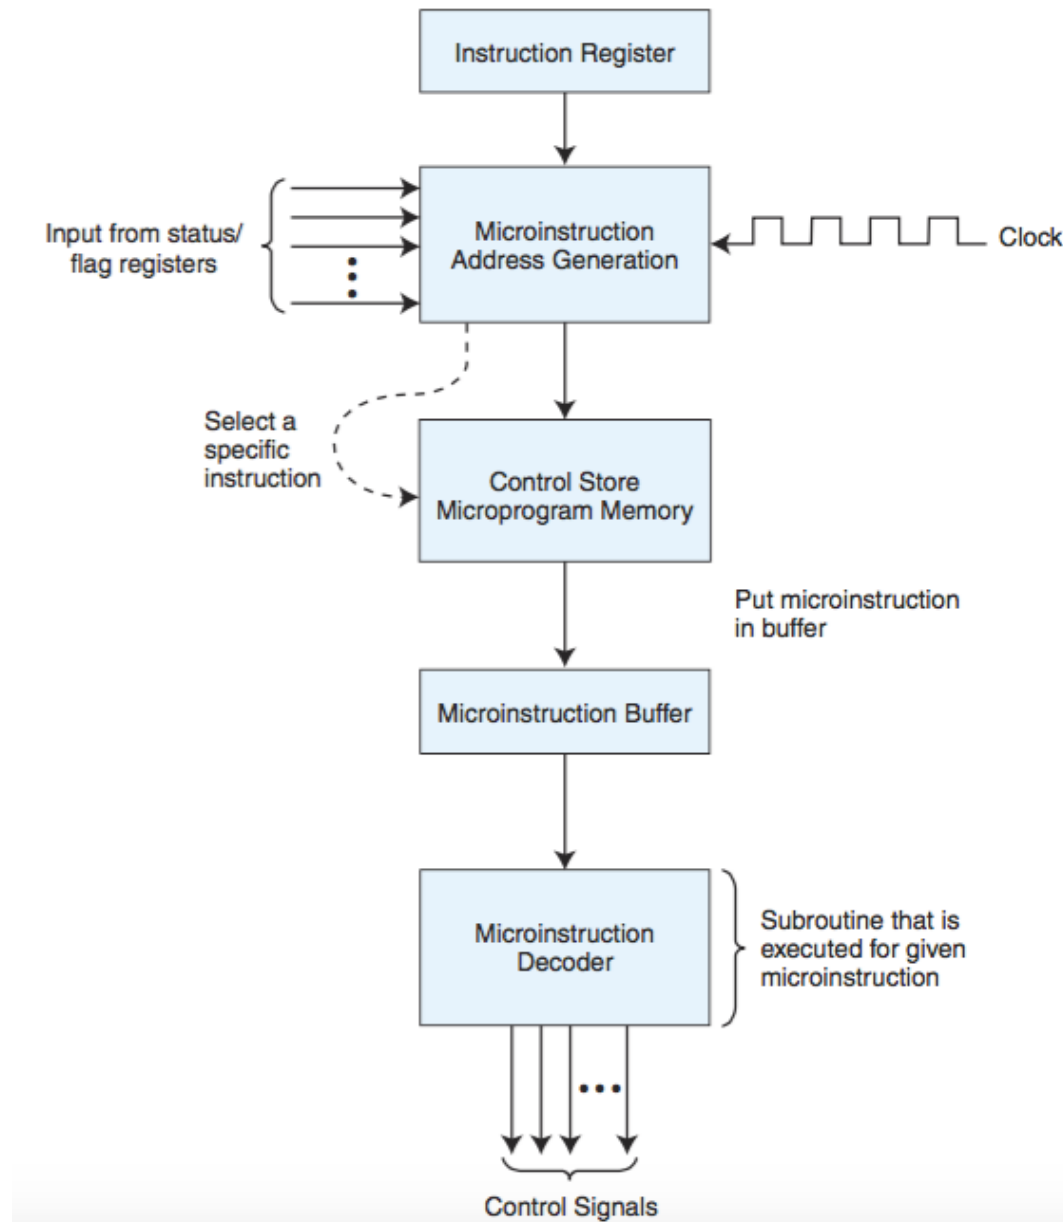 Instruction Register
Input from status/
flag registers
Microinstruction
Address Generation
Clock
Select a
specific
instruction
Control Store
Microprogram Memory
Put microinstruction
in buffer
Microinstruction Buffer
Microinstruction
Decoder
Subroutine that is
executed for given
microinstruction
Control Signals